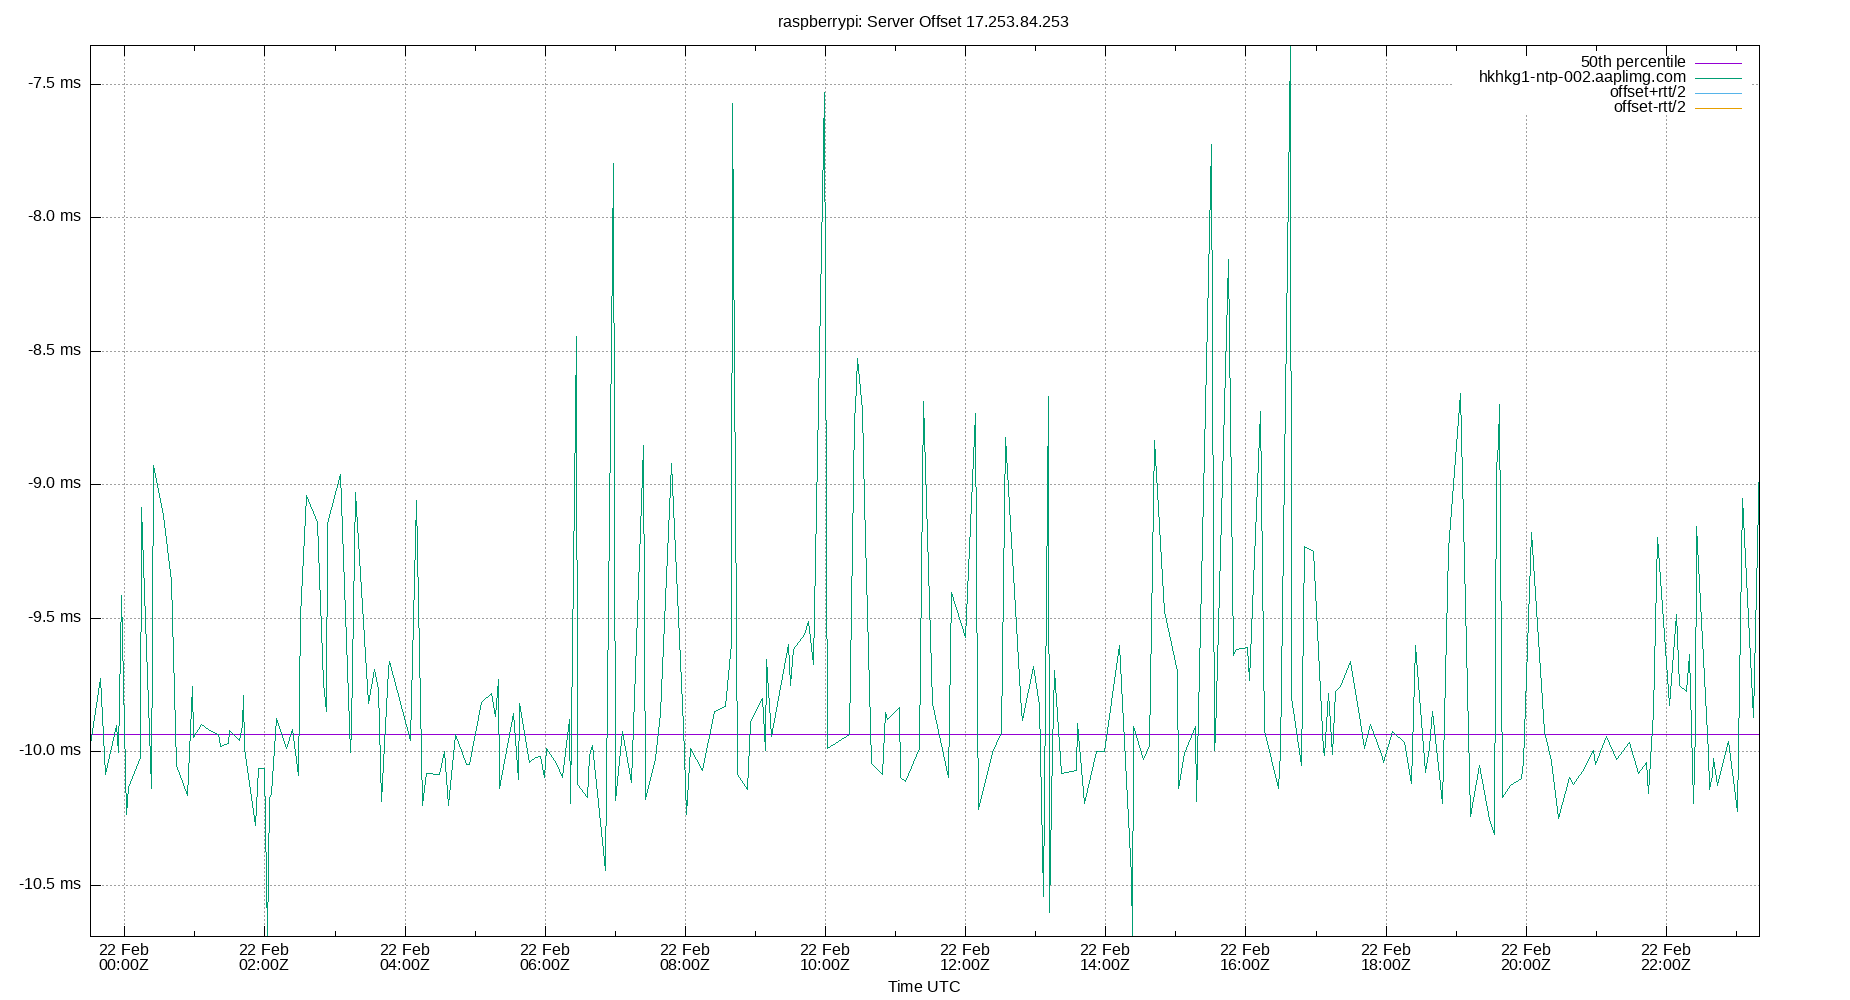 raspberrypi: Server Offset 17.253.84.253
50th percentile
hkhkg1-ntp-002.aaplimg.com
offset+rtt/2
offset-rtt/2
-7.5 ms
-8.0 ms
-8.5 ms
-9.0 ms
-9.5 ms
-10.0 ms
-10.5 ms
22 Feb 22 Feb 22 Feb 22 Feb 22 Feb 22 Feb 22 Feb 22 Feb 22 Feb 22 Feb 22 Feb 22 Feb
00:00Z 02:00Z 04:00Z 06:00Z 08:00Z 10:00Z 12:00Z 14:00Z 16:00Z 18:00Z 20:00Z 22:00Z
Time UTC